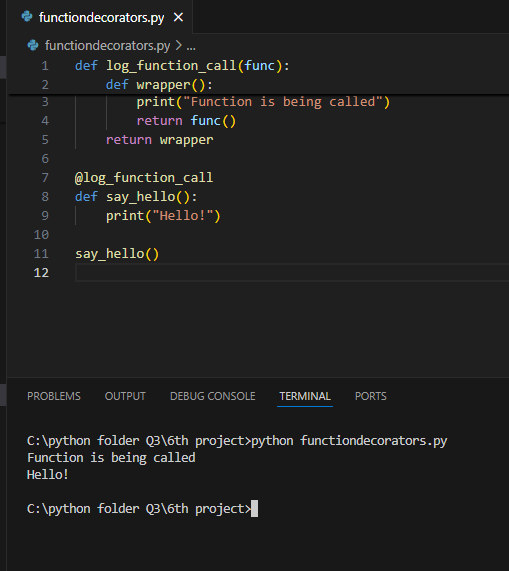 functiondecorators.py ×
functiondecorators.py > ...
1 def log_function_call(func):
2     def wrapper():
3         print("Function is being called")
4         return func()
5     return wrapper
6
7 @log_function_call
8 def say_hello():
9     print("Hello!")
10
11 say_hello()
12
PROBLEMS OUTPUT DEBUG CONSOLE TERMINAL PORTS
C:\python folder Q3\6th project>python functiondecorators.py
Function is being called
Hello!
C:\python folder Q3\6th project>